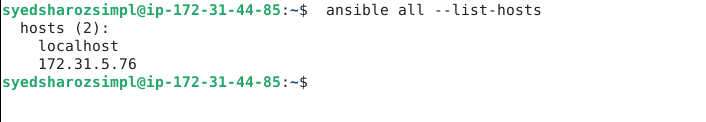 syedsharozsimpl@ip-172-31-44-85:~$  ansible all --list-hosts
  hosts (2):
    localhost
    172.31.5.76
syedsharozsimpl@ip-172-31-44-85:~$